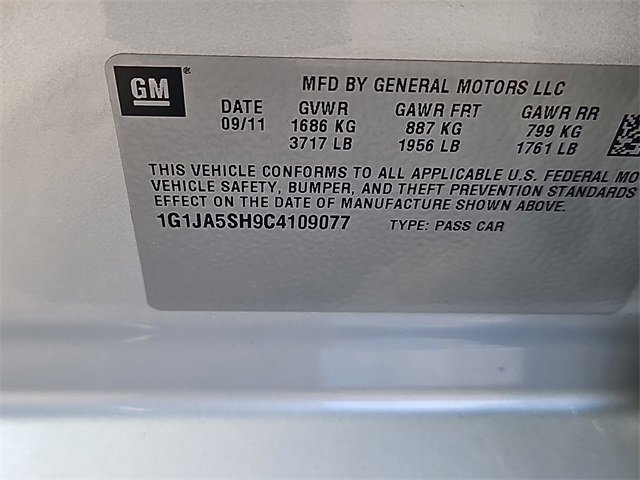 GM®
MFD BY GENERAL MOTORS LLC
DATE GVWR GAWR FRT GAWR RR
09/11 1686 KG 887 KG 799 KG
3717 LB 1956 LB 1761 LB
THIS VEHICLE CONFORMS TO ALL APPLICABLE U.S. FEDERAL MO
VEHICLE SAFETY, BUMPER, AND THEFT PREVENTION STANDARDS
EFFECT ON THE DATE OF MANUFACTURE SHOWN ABOVE.
1G1JA5SH9C4109077 TYPE: PASS CAR